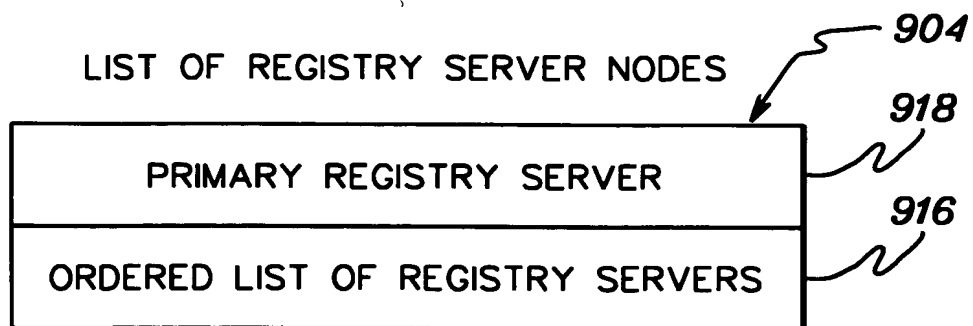 904
LIST OF REGISTRY SERVER NODES
918
PRIMARY REGISTRY SERVER
916
ORDERED LIST OF REGISTRY SERVERS